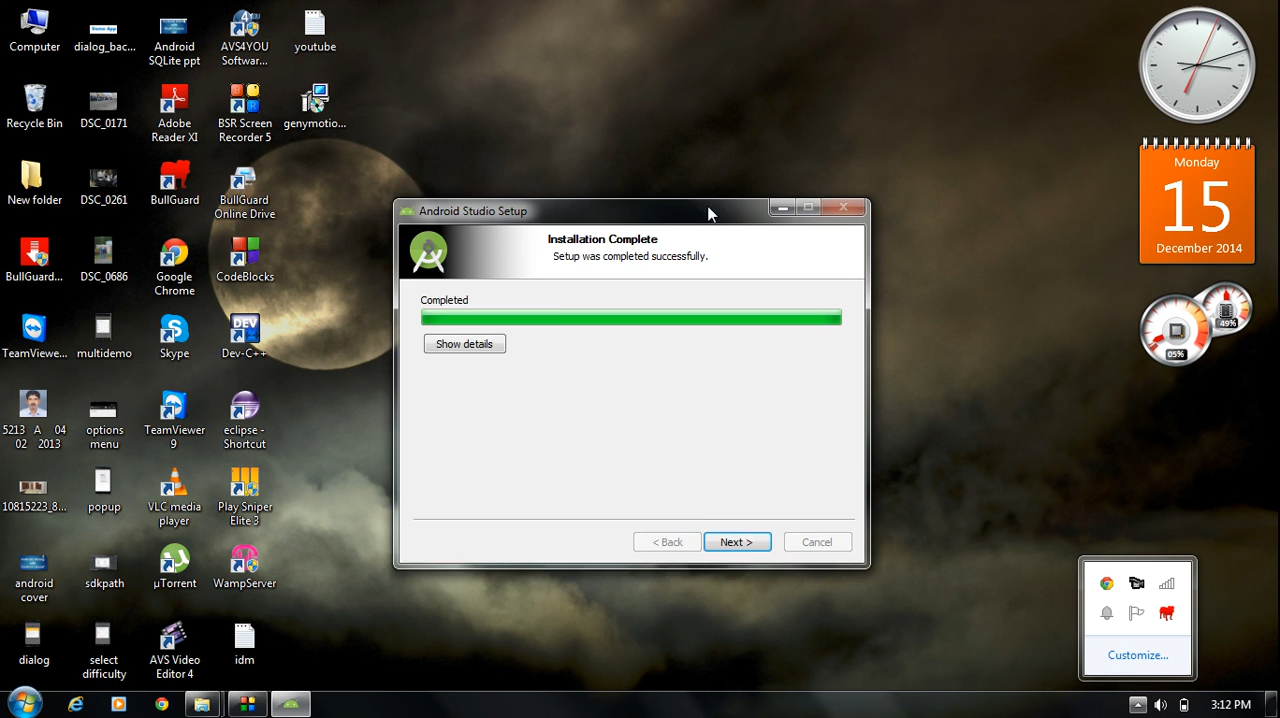 Computer
dialog_bac...
Android
SQLite ppt
AVS4YOU
Softwar...
youtube
Recycle Bin
DSC_0171
Adobe
Reader XI
BSR Screen
Recorder 5
genymotio...
New folder
DSC_0261
BullGuard
BullGuard
Online Drive
BullGuard...
DSC_0686
Google
Chrome
CodeBlocks
TeamViewe...
multidemo
Skype
DEV
Dev-C++
5213 A 04
02 2013
options
menu
TeamViewer
9
eclipse -
Shortcut
10815223_8...
popup
VLC media
player
Play Sniper
Elite 3
android
cover
sdkpath
µTorrent
WampServer
dialog
select
difficulty
AVS Video
Editor 4
idm
Android Studio Setup
Installation Complete
Setup was completed successfully.
Completed
Show details
< Back
Next >
Cancel
Monday
15
December 2014
49%
05%
Customize...
3:12 PM